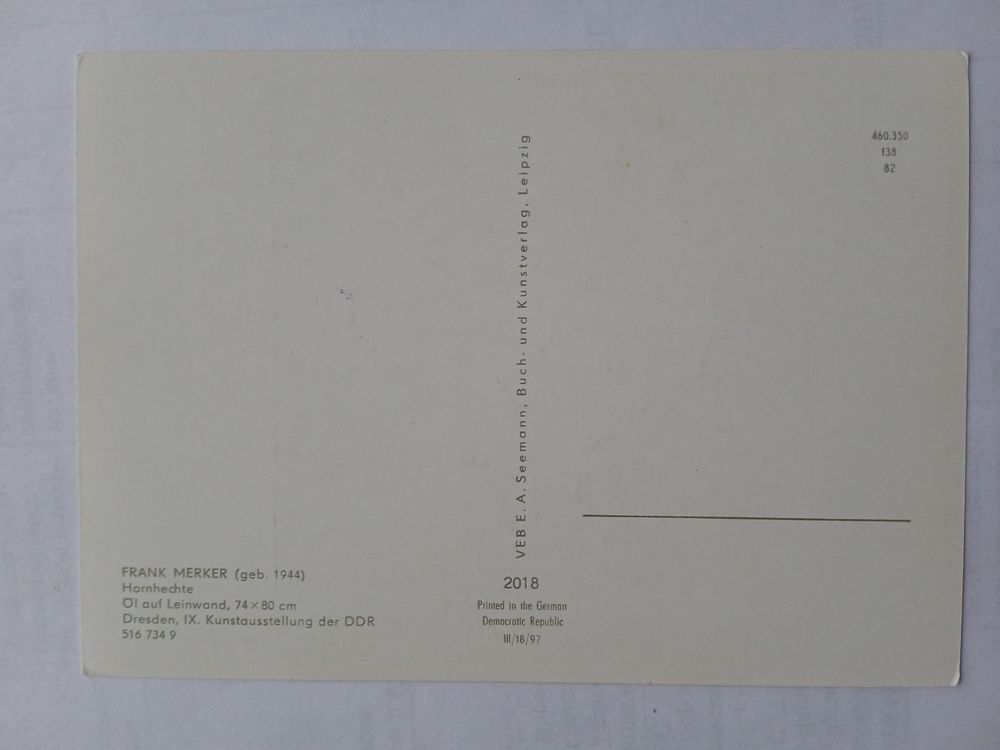 FRANK MERKER (geb. 1944)
Hornhechte
Öl auf Leinwand, 74×80 cm
Dresden, IX. Kunstausstellung der DDR
516 734 9
VEB E. A. Seemann, Buch- und Kunstverlag, Leipzig
2018
Printed in the German
Democratic Republic
III/18/97
460.350
138
82